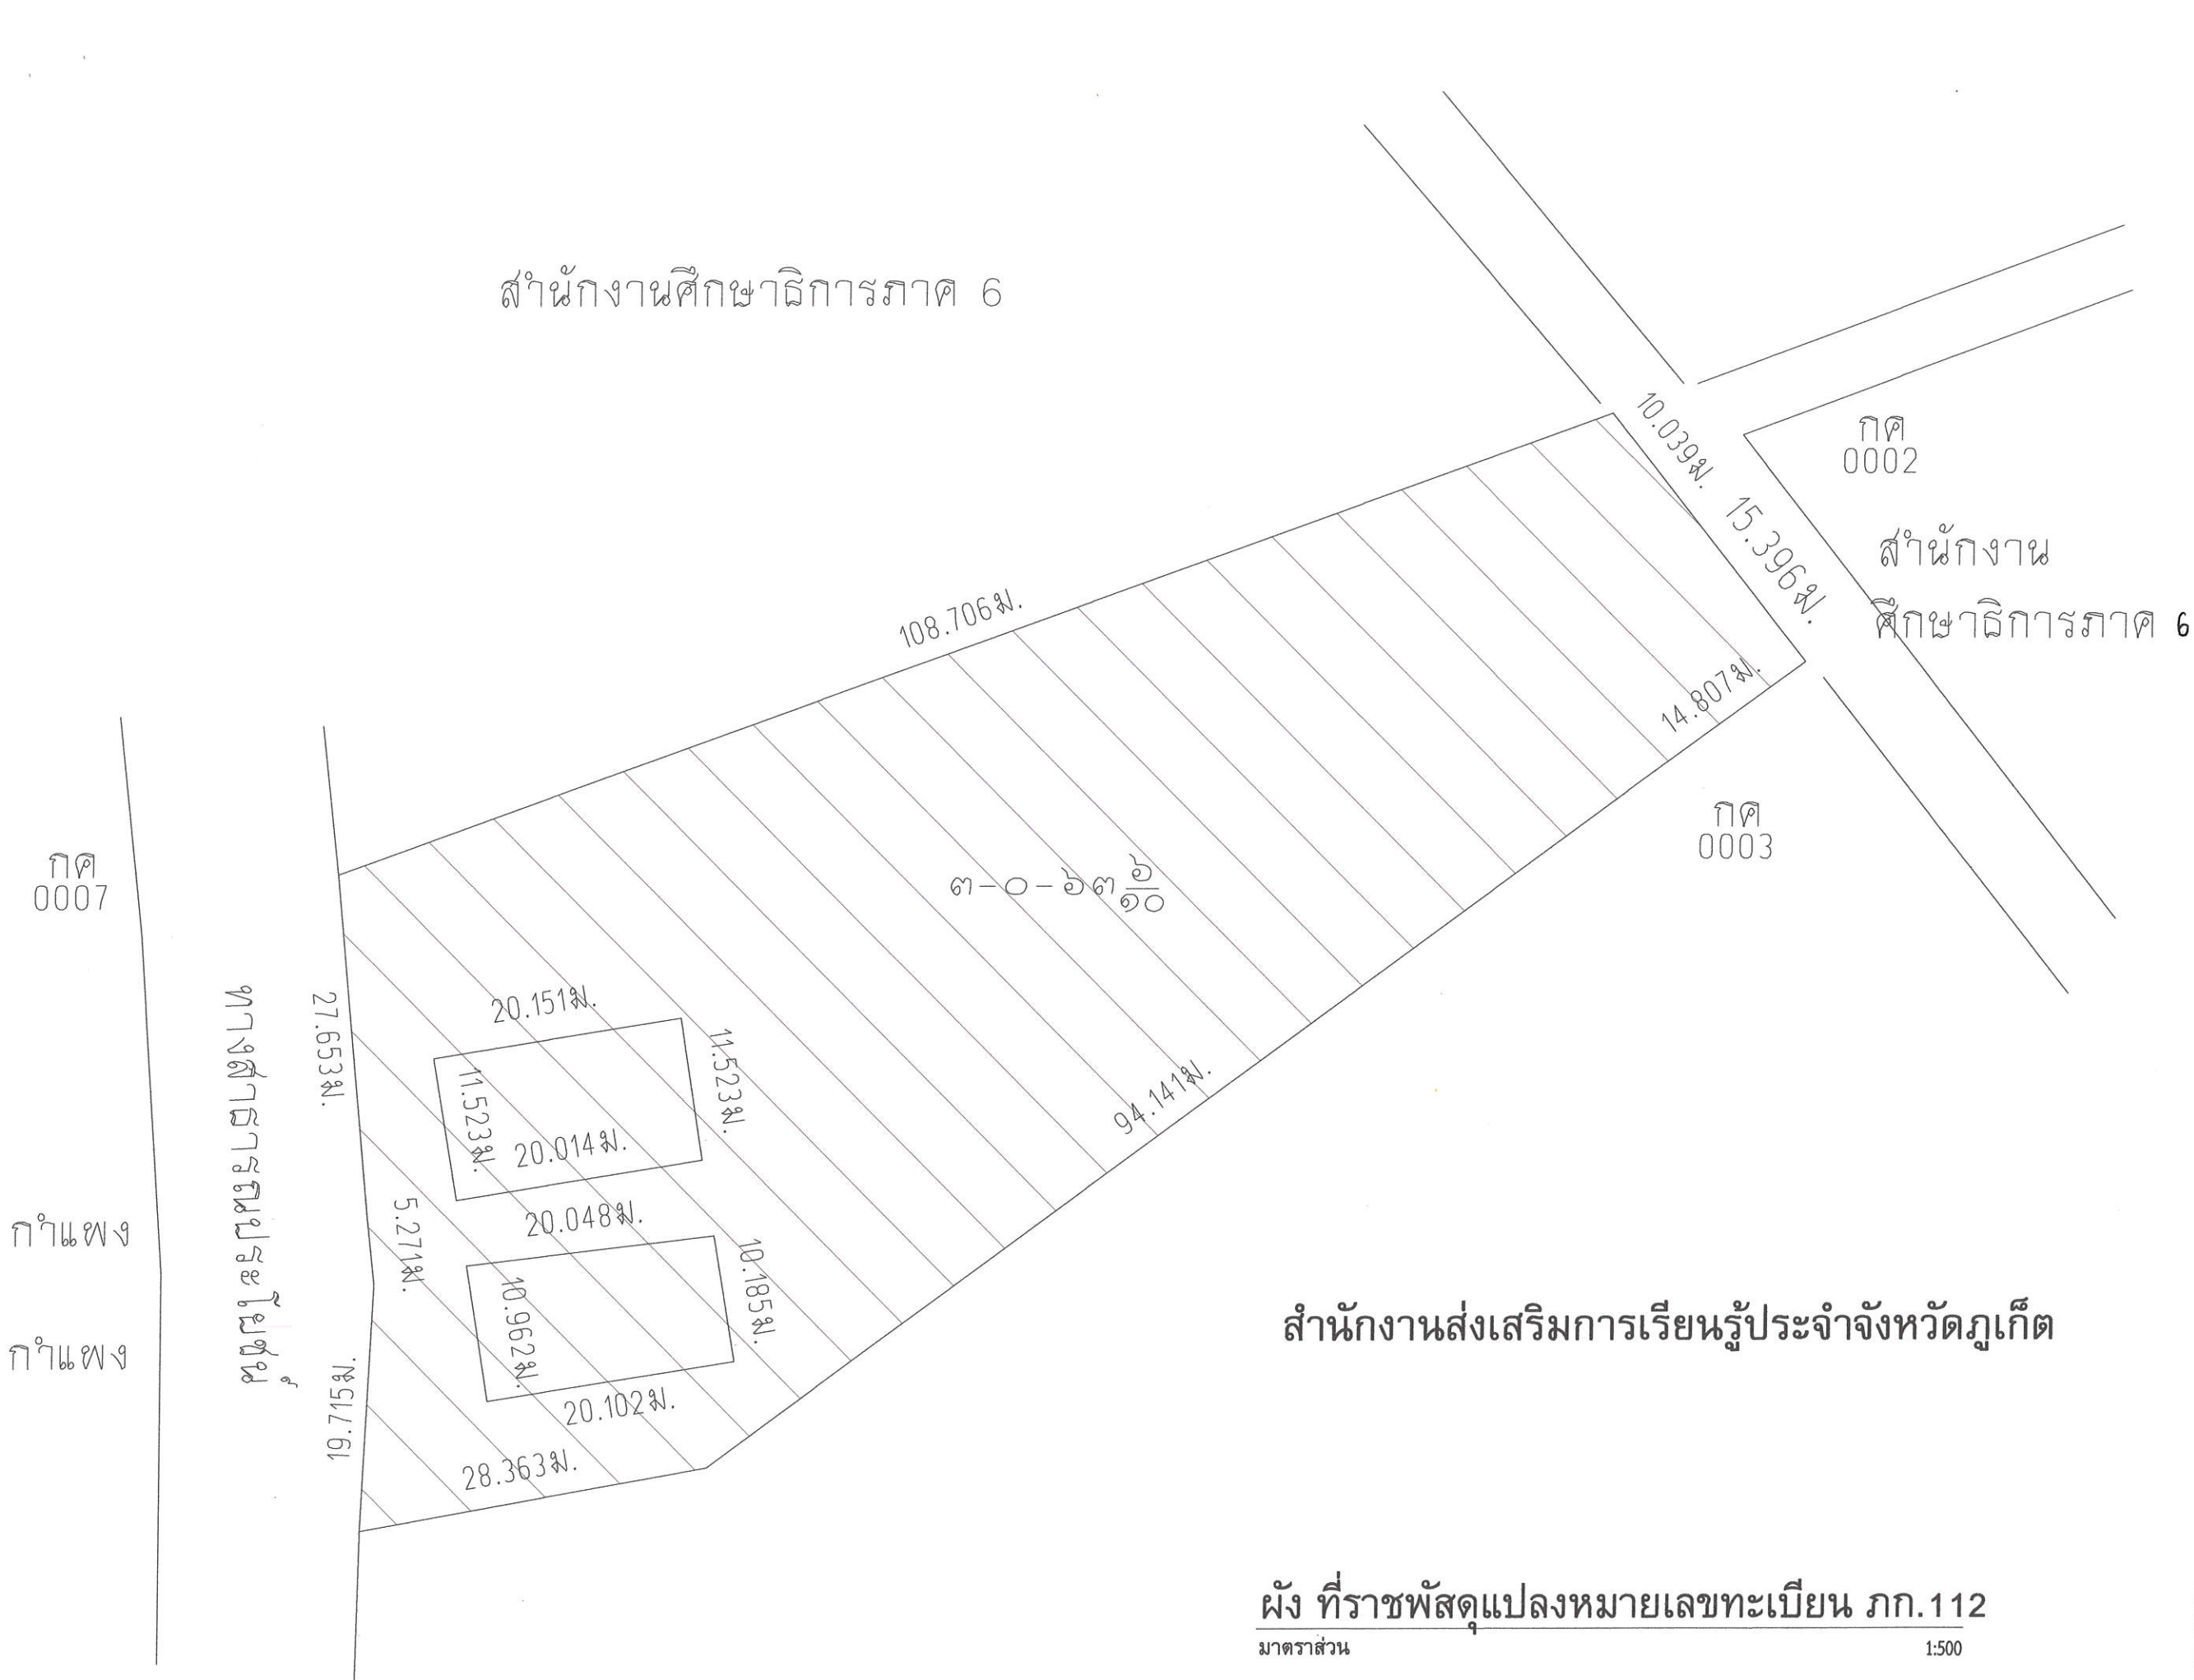 สำนักงานศึกษาธิการภาค 6
10.039ม.
กค
0002
15.396ม.
สำนักงาน
ศึกษาธิการภาค 6
108.706ม.
14.807ม.
กค
0003
กค
0007
๓-๐-๖๓ ๖/๑๐
ทางสาธารณประโยชน์
27.653ม.
20.151ม.
11.523ม.
11.523ม.
20.014ม.
94.141ม.
5.271ม.
20.048ม.
กำแพง
10.962ม.
10.185ม.
กำแพง
19.715ม.
20.102ม.
28.363ม.
สำนักงานส่งเสริมการเรียนรู้ประจำจังหวัดภูเก็ต
ผัง ที่ราชพัสดุแปลงหมายเลขทะเบียน ภก.112
มาตราส่วน 1:500